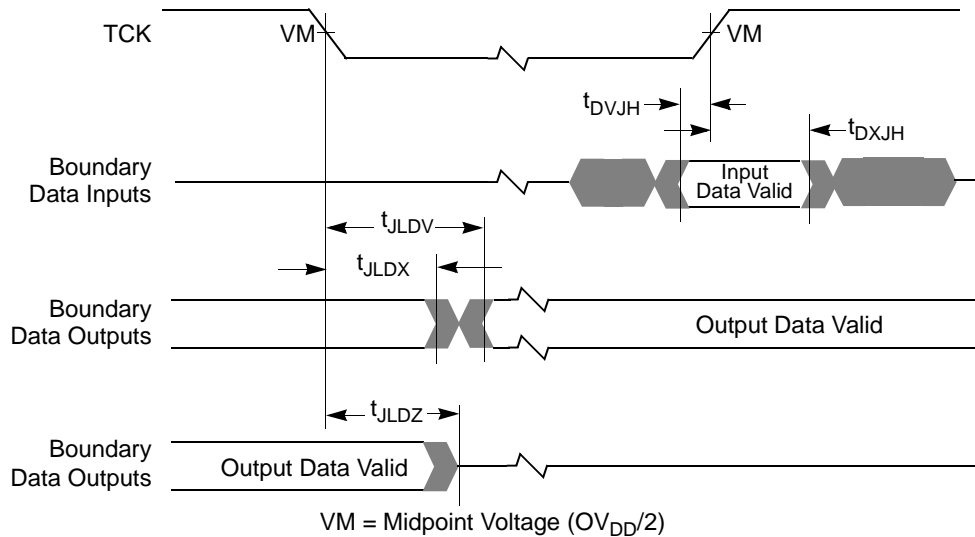 TCK
VM
VM
tDVJH
tDXJH
Boundary
Data Inputs
Input
Data Valid
tJLDV
tJLDX
Boundary
Data Outputs
Output Data Valid
tJLDZ
Boundary
Data Outputs
Output Data Valid
VM = Midpoint Voltage (OVDD/2)